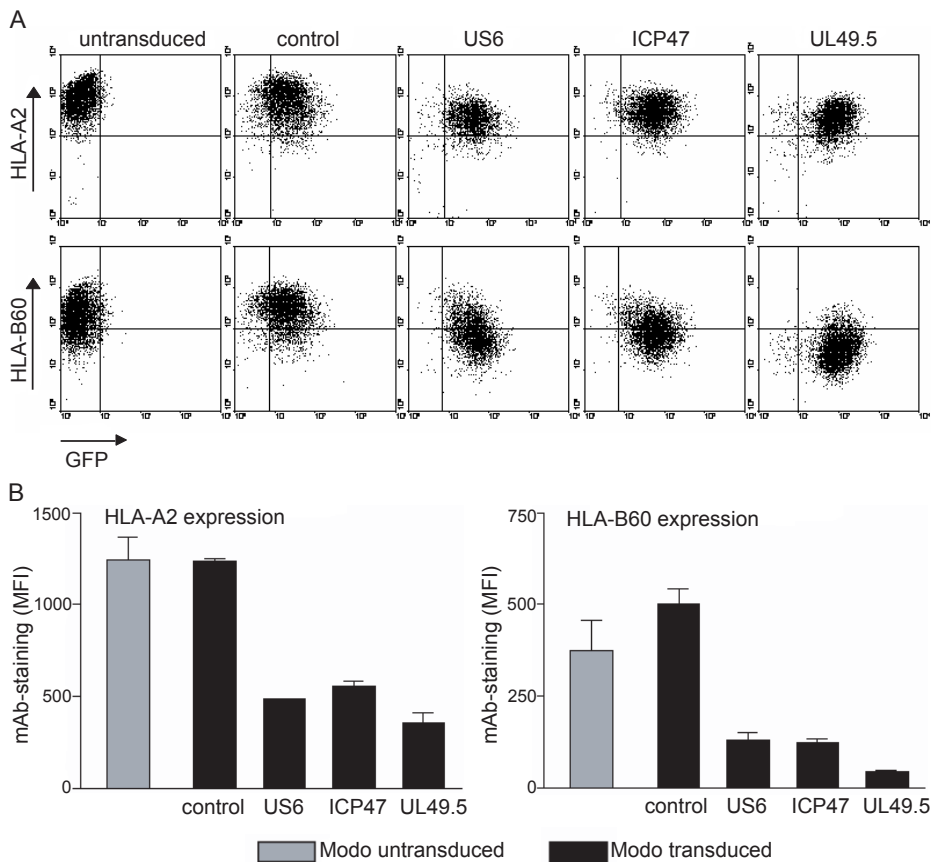 A
untransduced
control
US6
ICP47
UL49.5
HLA-A2
HLA-B60
GFP
B
HLA-A2 expression
mAb-staining (MFI)
1500
1000
500
0
control
US6
ICP47
UL49.5
HLA-B60 expression
mAb-staining (MFI)
750
500
250
0
control
US6
ICP47
UL49.5
Modo untransduced
Modo transduced